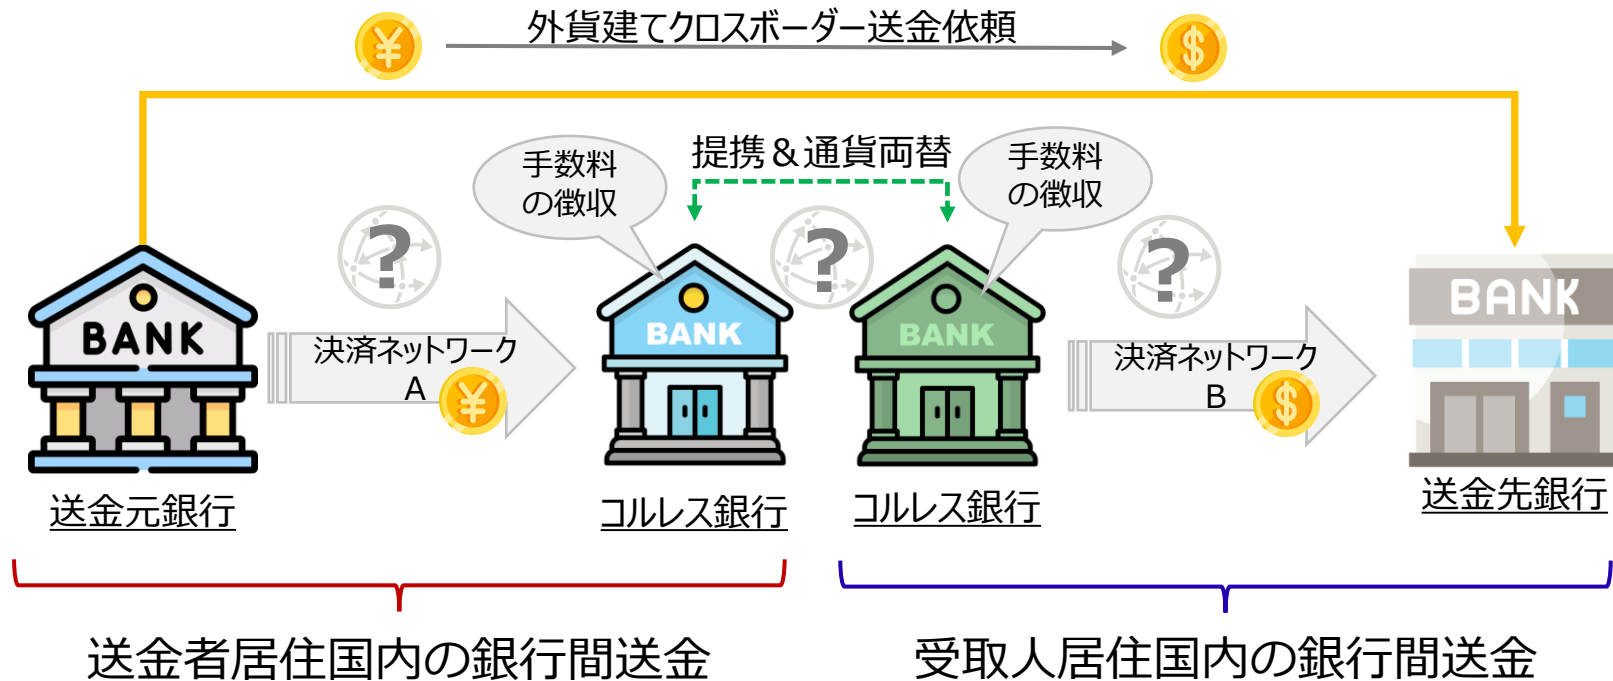 外貨建てクロスボーダー送金依頼
¥
$
提携＆通貨両替
手数料
の徴収
手数料
の徴収
?
?
?
BANK
BANK
BANK
BANK
決済ネットワーク
A
¥
決済ネットワーク
B
$
送金元銀行
コルレス銀行
コルレス銀行
送金先銀行
送金者居住国内の銀行間送金
受取人居住国内の銀行間送金